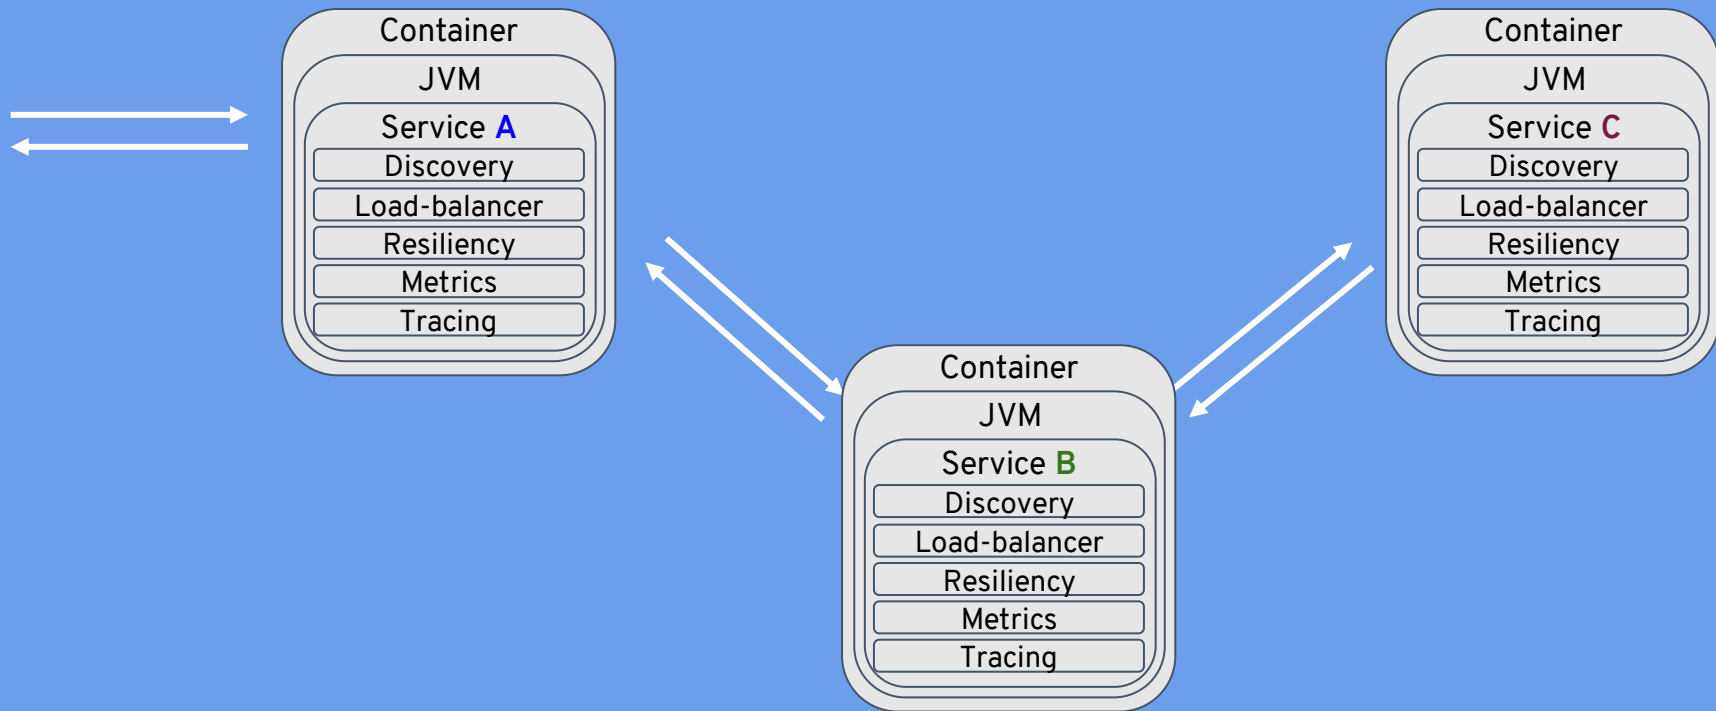 Container
JVM
Service A
Discovery
Load-balancer
Resiliency
Metrics
Tracing
Container
JVM
Service B
Discovery
Load-balancer
Resiliency
Metrics
Tracing
Container
JVM
Service C
Discovery
Load-balancer
Resiliency
Metrics
Tracing